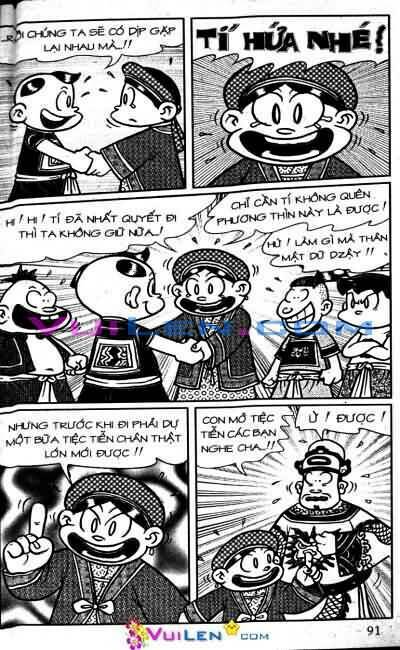 RỒI CHÚNG TA SẼ CÓ DỊP GẶP
LẠI NHAU MÀ..!!
TÍ HỨA NHÉ!
HI! HI! TÍ ĐÃ NHẤT QUYẾT ĐI
THÌ TA KHÔNG GIỮ NỮA..!
CHỈ CẦN TÍ KHÔNG QUÊN
PHƯƠNG THÌN NÀY LÀ ĐƯỢC!
HỨ! LÀM GÌ MÀ THÂN
MẬT DỮ DZẬY!!
VUILEN.COM
NHƯNG TRƯỚC KHI ĐI PHẢI DỰ
MỘT BỮA TIỆC TIỄN CHÂN THẬT
LỚN MỚI ĐƯỢC!!
CON MỞ TIỆC
TIỄN CÁC BẠN
NGHE CHA..!!
Ừ! ĐƯỢC!
VUILEN.COM
91